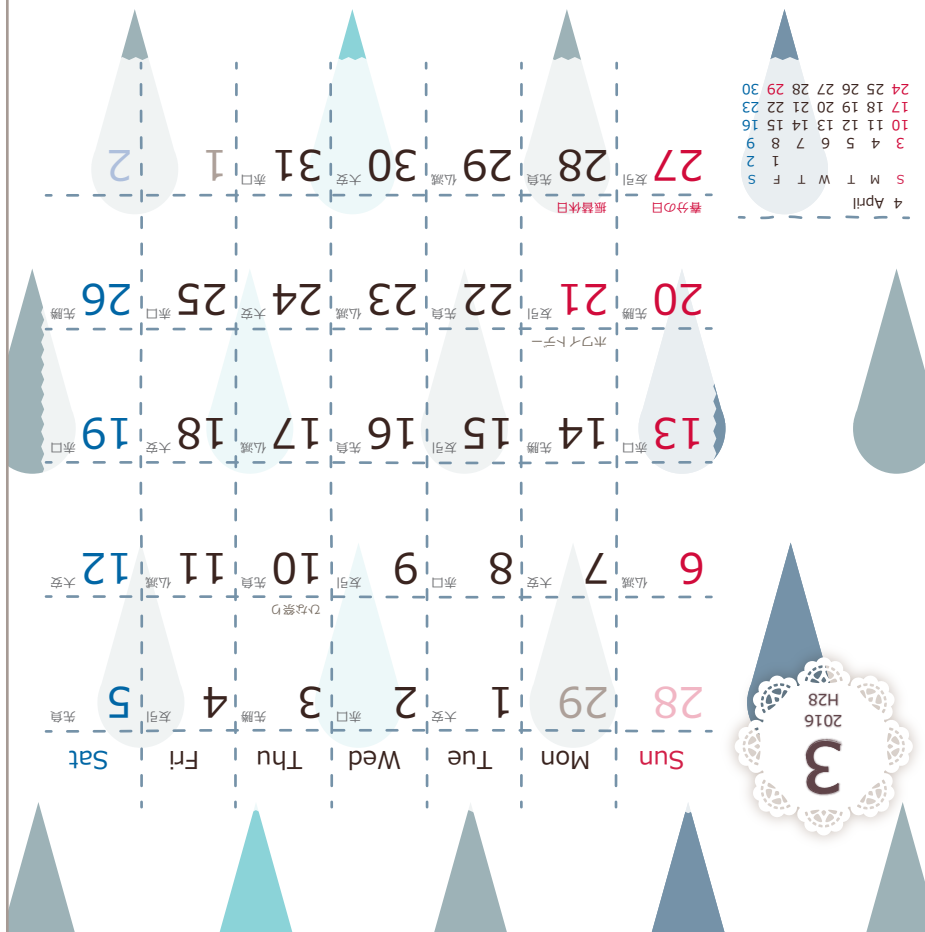 3
2016
H28
Sun Mon Tue Wed Thu Fri Sat
28 29 1 大安 2 赤口 3 先勝 4 友引 5 先負
ひな祭り
6 仏滅 7 大安 8 赤口 9 友引 10 先負 11 仏滅 12 大安
13 赤口 14 先勝 15 友引 16 先負 17 仏滅 18 大安 19 赤口
ホワイトデー
20 先勝 21 友引 22 先負 23 仏滅 24 大安 25 赤口 26 先勝
春分の日 振替休日
27 友引 28 先負 29 仏滅 30 大安 31 赤口 1 2
4 April
S M T W T F S
1 2
3 4 5 6 7 8 9
10 11 12 13 14 15 16
17 18 19 20 21 22 23
24 25 26 27 28 29 30